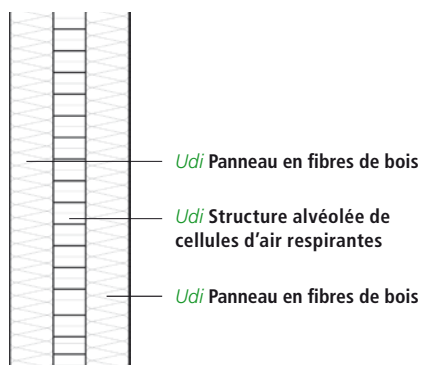 Udi Panneau en fibres de bois
Udi Structure alvéolée de
cellules d'air respirantes
Udi Panneau en fibres de bois